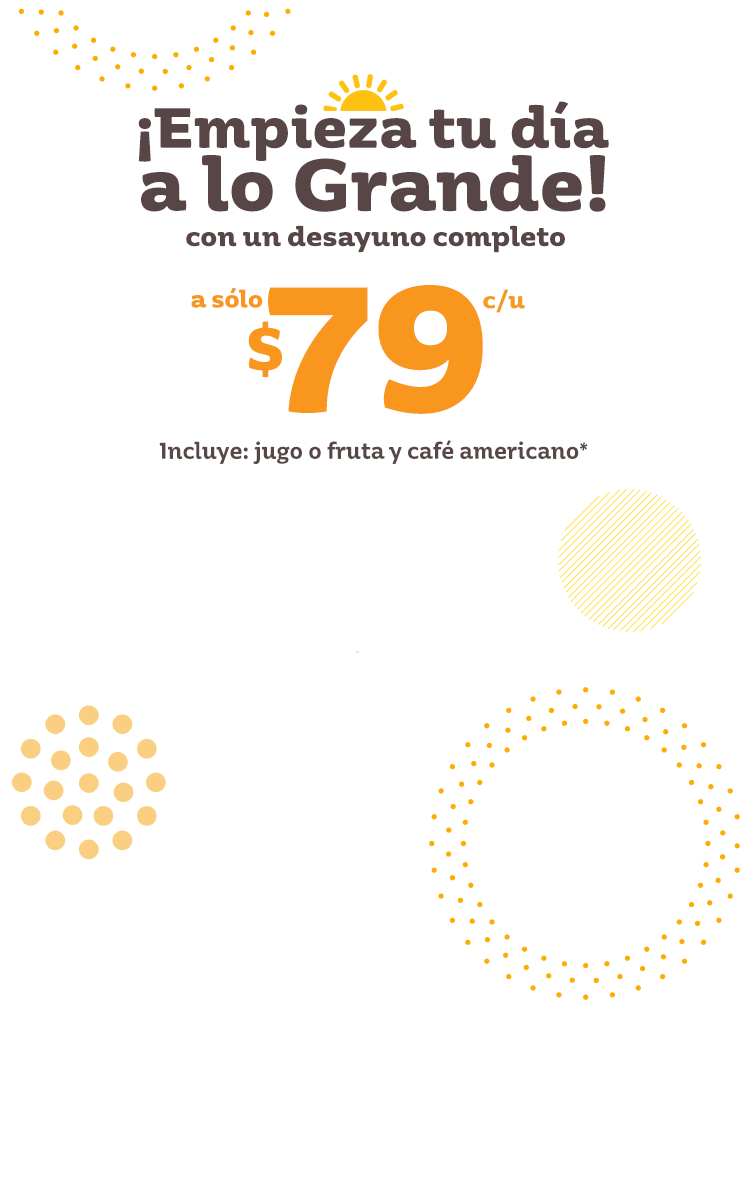 ¡Empieza tu día
a lo Grande!
con un desayuno completo
a sólo $79 c/u
Incluye: jugo o fruta y café americano*